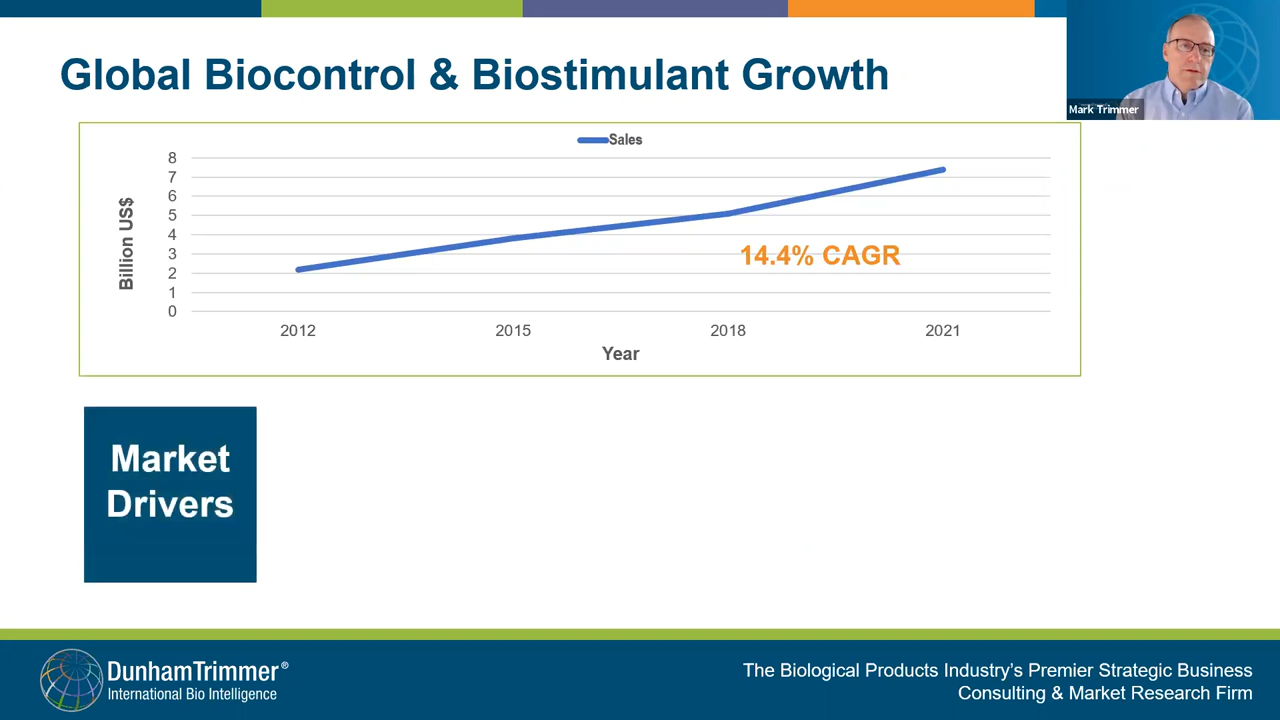 Global Biocontrol & Biostimulant Growth
Mark Trimmer
Sales
8
7
6
5
4
3
2
1
0
Billion US$
14.4% CAGR
2012 2015 2018 2021
Year
Market
Drivers
DunhamTrimmer®
International Bio Intelligence
The Biological Products Industry's Premier Strategic Business
Consulting & Market Research Firm